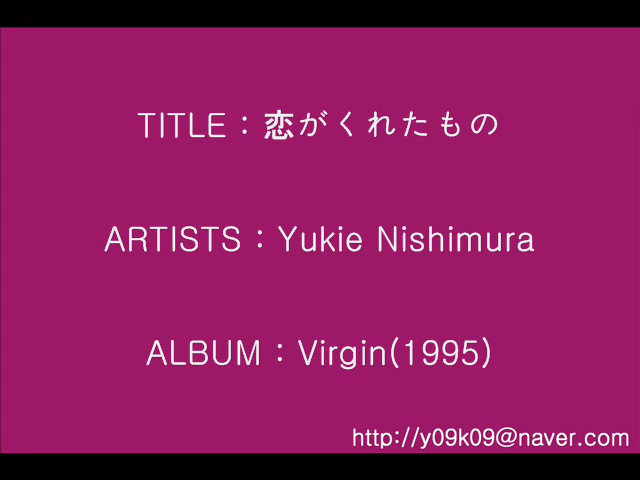 TITLE : 恋がくれたもの
ARTISTS : Yukie Nishimura
ALBUM : Virgin(1995)
http://y09k09@naver.com